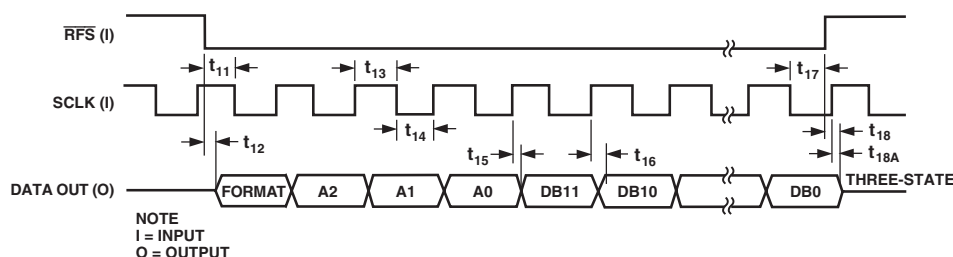 RFS (I)
t11
t13
t17
SCLK (I)
t14
t18
t12
t15
t16
t18A
DATA OUT (O)
FORMAT
A2
A1
A0
DB11
DB10
DB0
THREE-STATE
NOTE
I = INPUT
O = OUTPUT